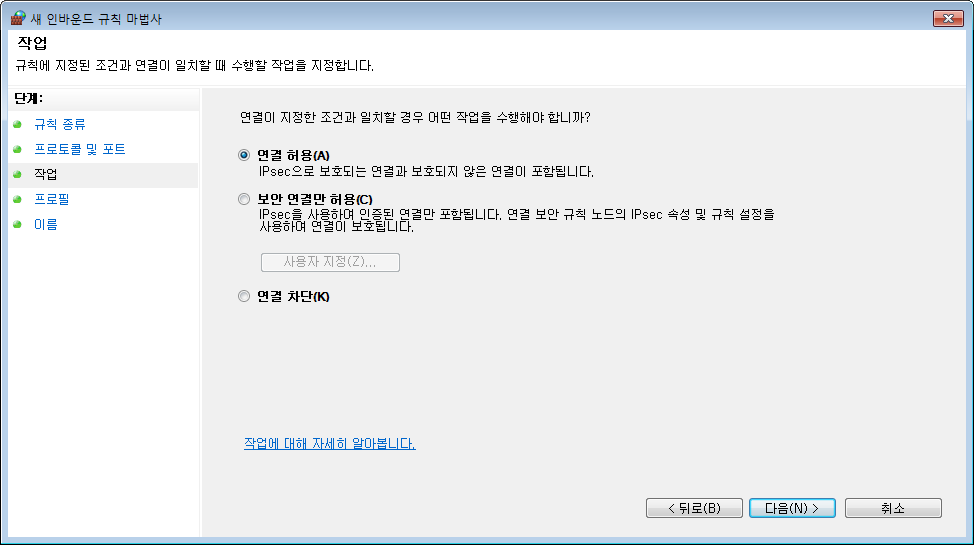 새 인바운드 규칙 마법사
작업
규칙에 지정된 조건과 연결이 일치할 때 수행할 작업을 지정합니다.
단계:
규칙 종류
프로토콜 및 포트
작업
프로필
이름
연결이 지정한 조건과 일치할 경우 어떤 작업을 수행해야 합니까?
연결 허용(A)
IPsec으로 보호되는 연결과 보호되지 않은 연결이 포함됩니다.
보안 연결만 허용(C)
IPsec을 사용하여 인증된 연결만 포함됩니다. 연결 보안 규칙 노드의 IPsec 속성 및 규칙 설정을
사용하여 연결이 보호됩니다.
사용자 지정(Z)...
연결 차단(K)
작업에 대해 자세히 알아봅니다.
< 뒤로(B)
다음(N) >
취소